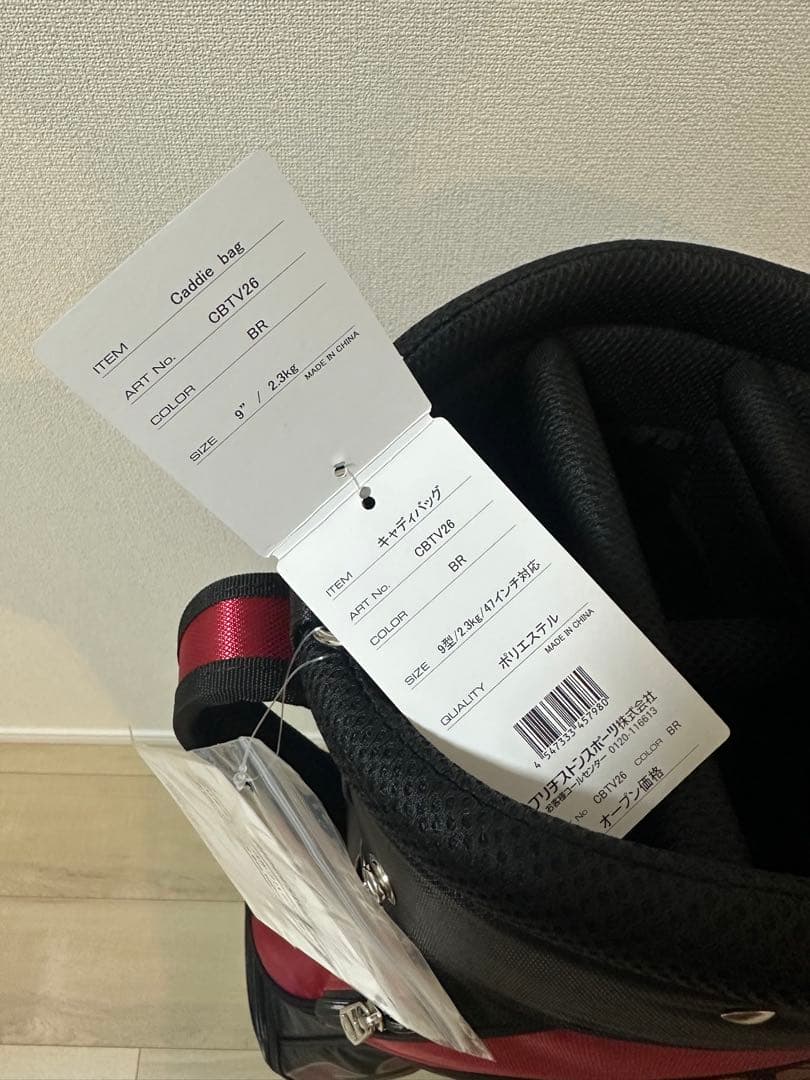 ITEM Caddie bag
ART No. CBTV26
COLOR BR
SIZE 9" / 2.3kg
MADE IN CHINA
ITEM キャディバッグ
ART No. CBTV26
COLOR BR
SIZE 9型/2.3kg/47インチ対応
QUALITY ポリエステル
MADE IN CHINA
4 547333 457980
ブリヂストンスポーツ株式会社
お客様コールセンター 0120-116613
No CBTV26 COLOR BR
オープン価格